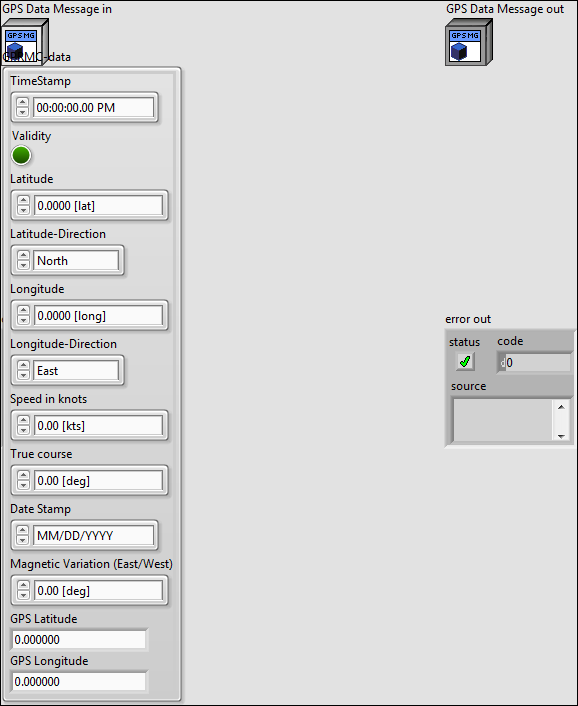 GPS Data Message in
GPS Data Message out
GPS MG
GPS MG
GPRMC-data
TimeStamp
00:00:00.00 PM
Validity
Latitude
0.0000 [lat]
Latitude-Direction
North
Longitude
0.0000 [long]
error out
Longitude-Direction
status
code
d0
East
source
Speed in knots
0.00 [kts]
True course
0.00 [deg]
Date Stamp
MM/DD/YYYY
Magnetic Variation (East/West)
0.00 [deg]
GPS Latitude
0.000000
GPS Longitude
0.000000